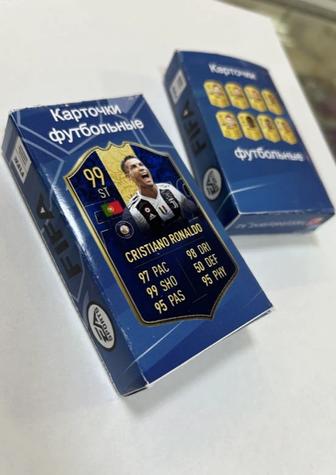 Карточки
футбольные
99
ST
CRISTIANO RONALDO
97 PAC
98 DRI
99 SHO
50 DEF
95 PAS
95 PHY
FIFA
SPORTS
Карточки
футбольные
FIFA